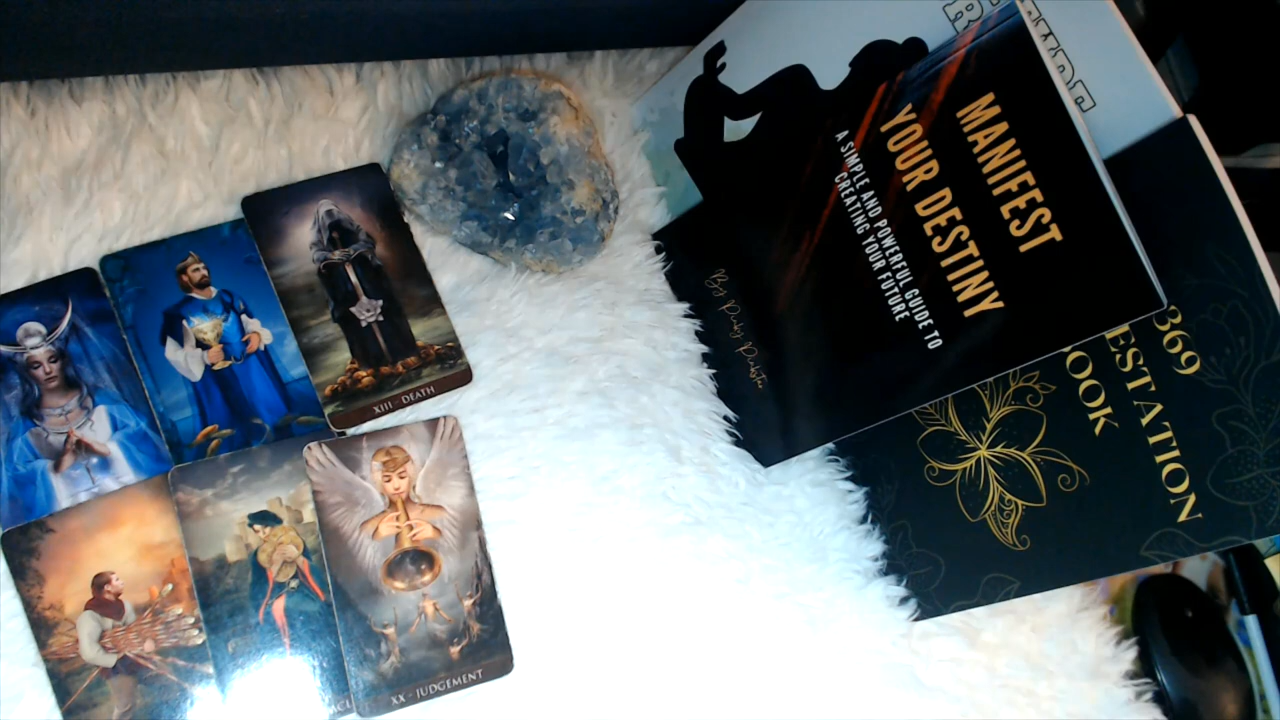 XIII · DEATH
XX · JUDGEMENT
MANIFEST
YOUR DESTINY
A SIMPLE AND POWERFUL GUIDE TO
CREATING YOUR FUTURE
369
ESTATION
OOK